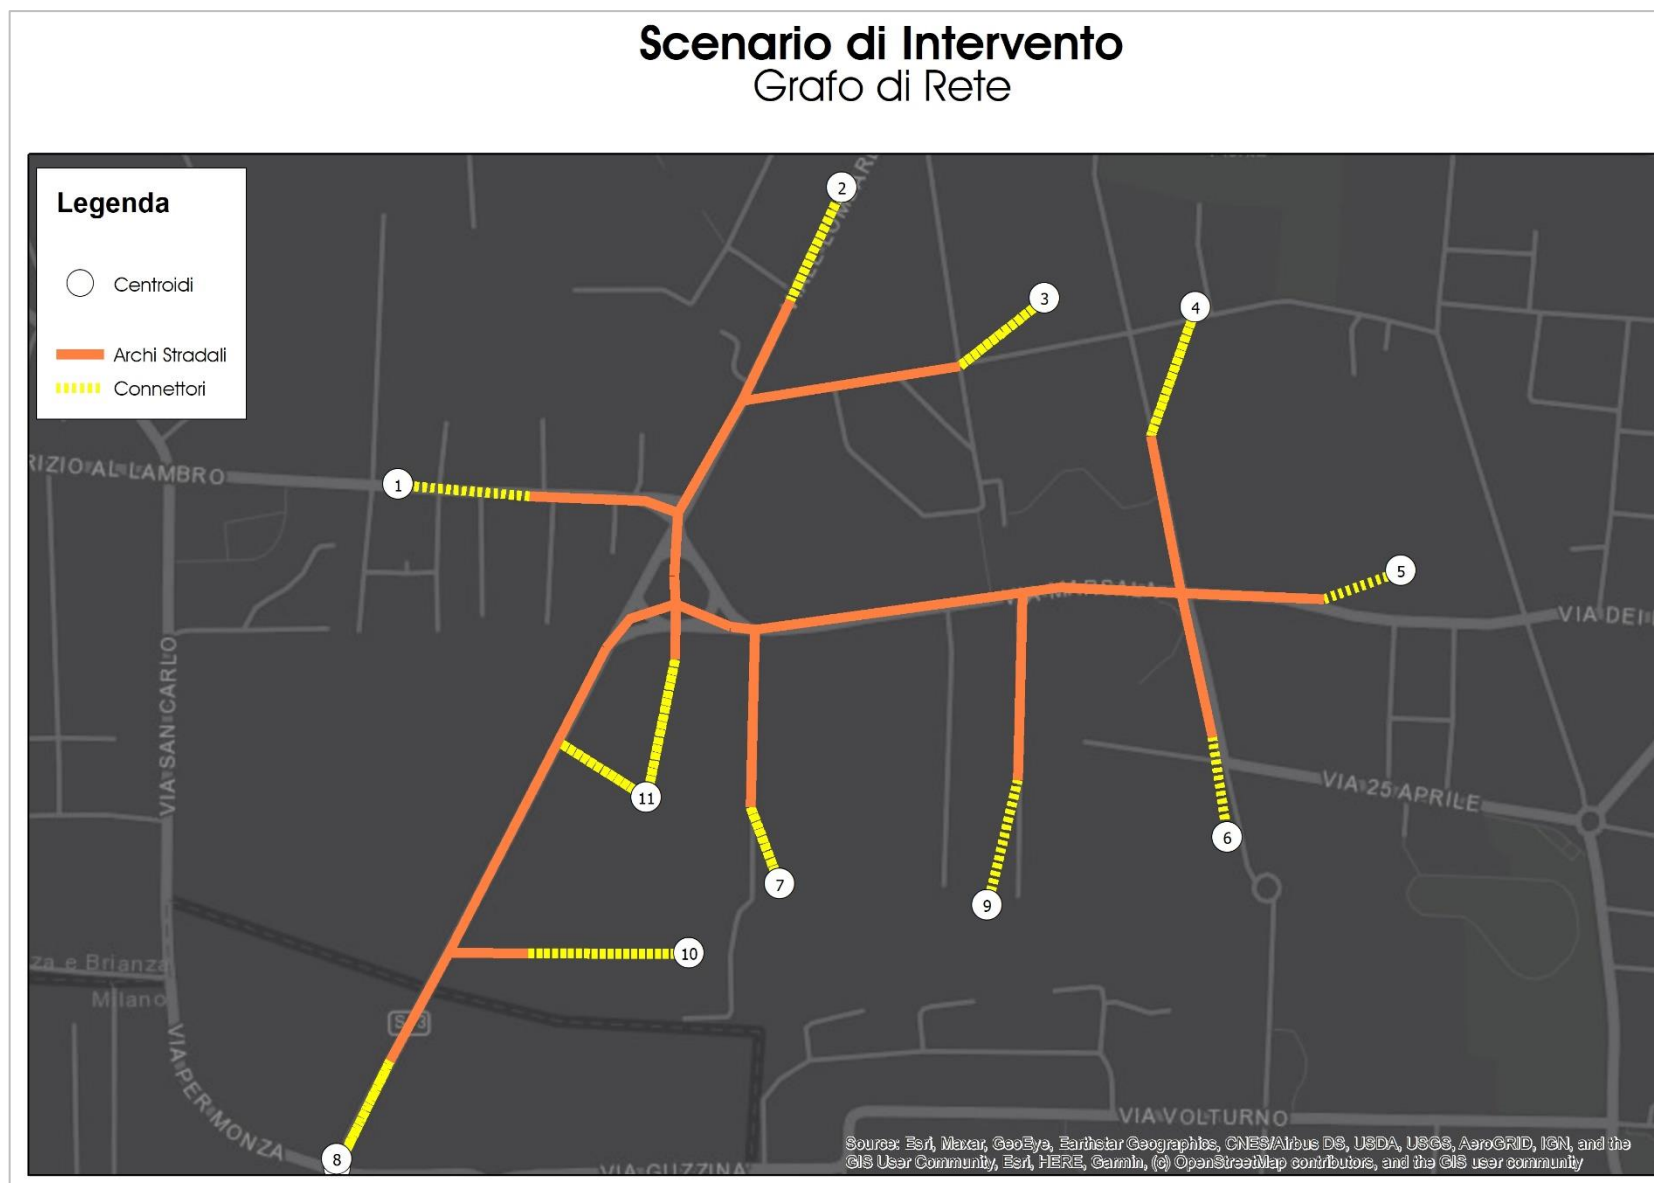 Scenario di Intervento
Grafo di Rete
Legenda
Centroidi
Archi Stradali
Connettori
2
3
4
1
RIZIO AL LAMBRO
5
VIA DEI
VIA SAN CARLO
VIA 25 APRILE
11
6
7
9
10
za e Brianza
Milano
VIA PER MONZA
VIA VOLTURNO
8
VIA GUZZINA
Source: Esri, Maxar, GeoEye, Earthstar Geographics, CNES/Airbus DS, USDA, USGS, AeroGRID, IGN, and the
GIS User Community, Esri, HERE, Garmin, (c) OpenStreetMap contributors, and the GIS user community